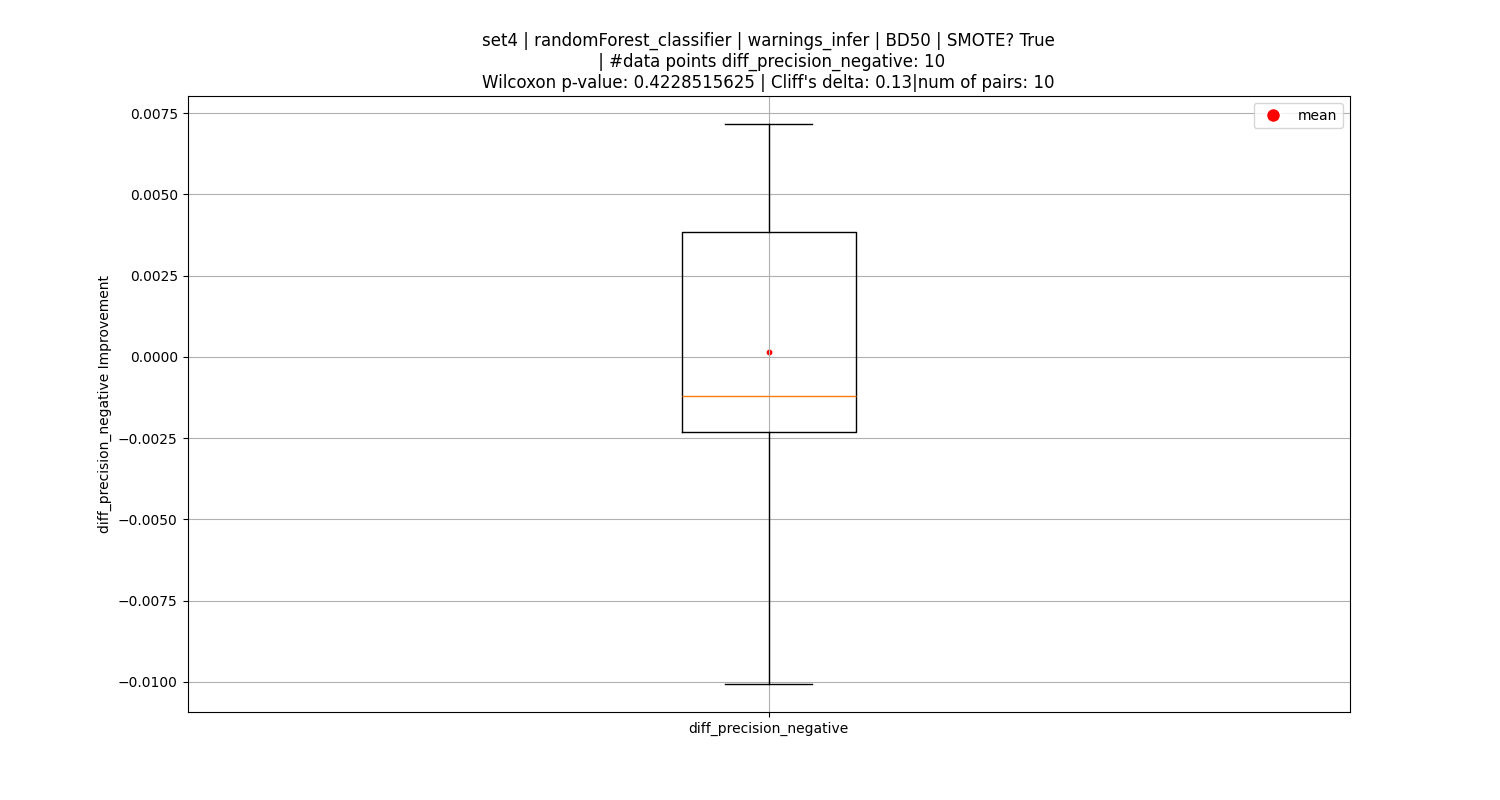 set4 | randomForest_classifier | warnings_infer | BD50 | SMOTE? True
| #data points diff_precision_negative: 10
Wilcoxon p-value: 0.4228515625 | Cliff's delta: 0.13|num of pairs: 10
mean
0.0075
0.0050
0.0025
0.0000
−0.0025
−0.0050
−0.0075
−0.0100
diff_precision_negative Improvement
diff_precision_negative